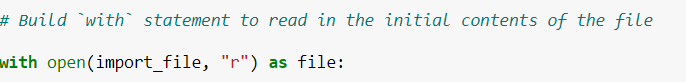 # Build `with` statement to read in the initial contents of the file
with open(import_file, "r") as file: